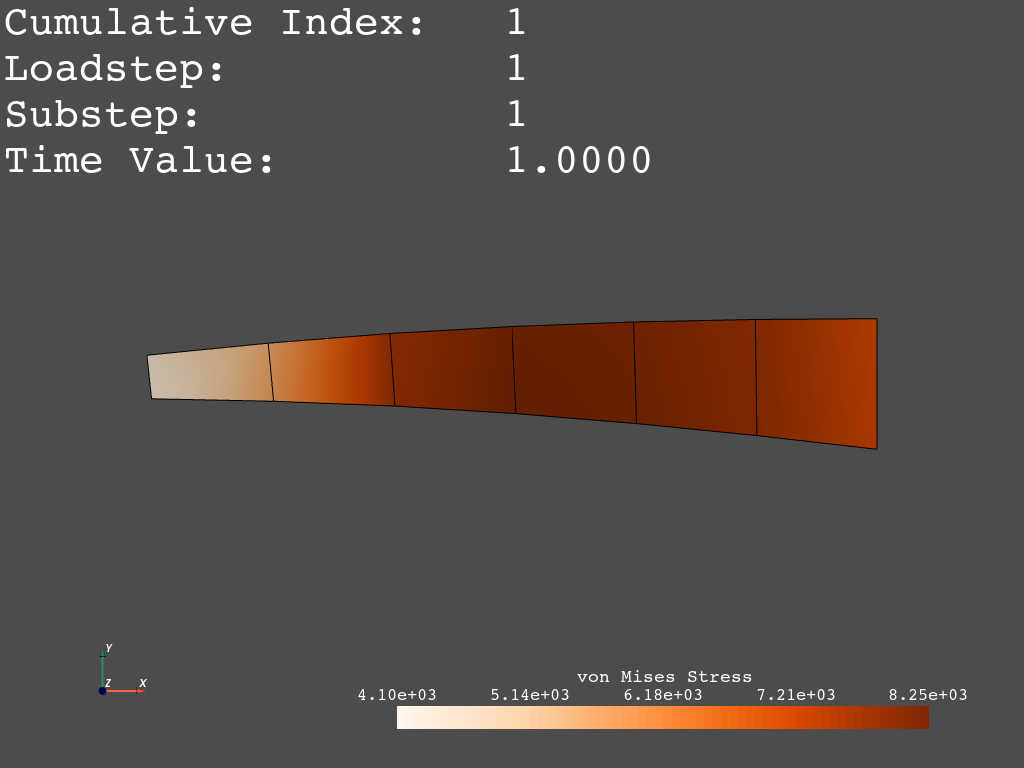 Cumulative Index: 1
Loadstep: 1
Substep: 1
Time Value: 1.0000
Y
Z X
von Mises Stress
4.10e+03 5.14e+03 6.18e+03 7.21e+03 8.25e+03